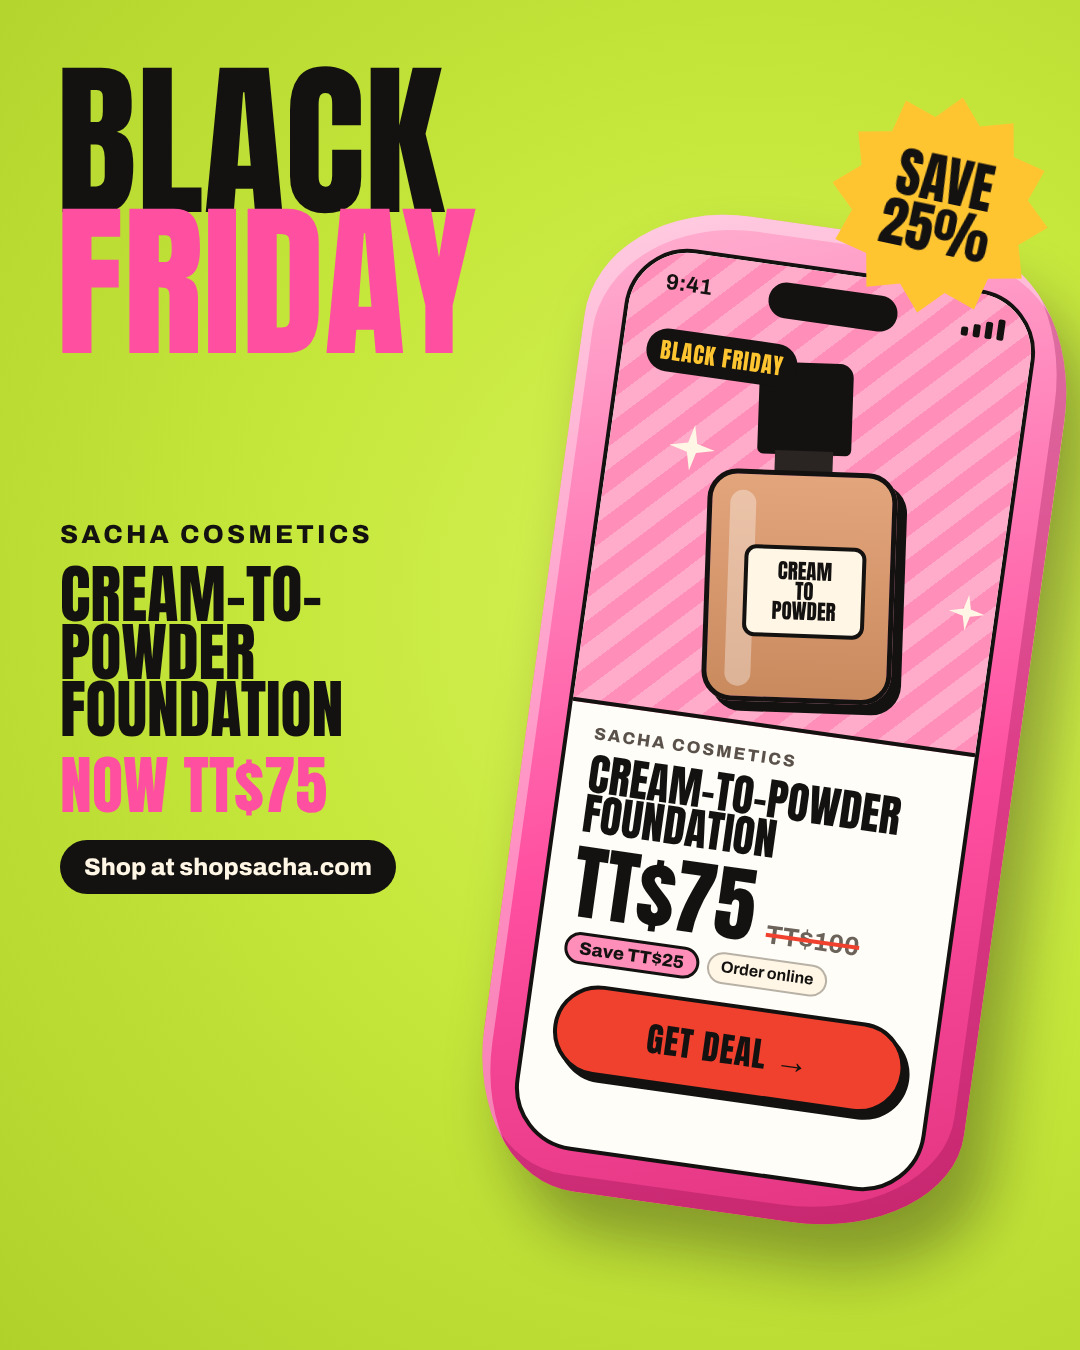 BLACK
FRIDAY
SAVE
25%
9:41
BLACK FRIDAY
CREAM
TO
POWDER
SACHA COSMETICS
CREAM-TO-
POWDER
FOUNDATION
NOW TT$75
Shop at shopsacha.com
SACHA COSMETICS
CREAM-TO-POWDER
FOUNDATION
TT$75 TT$100
Save TT$25 Order online
GET DEAL →